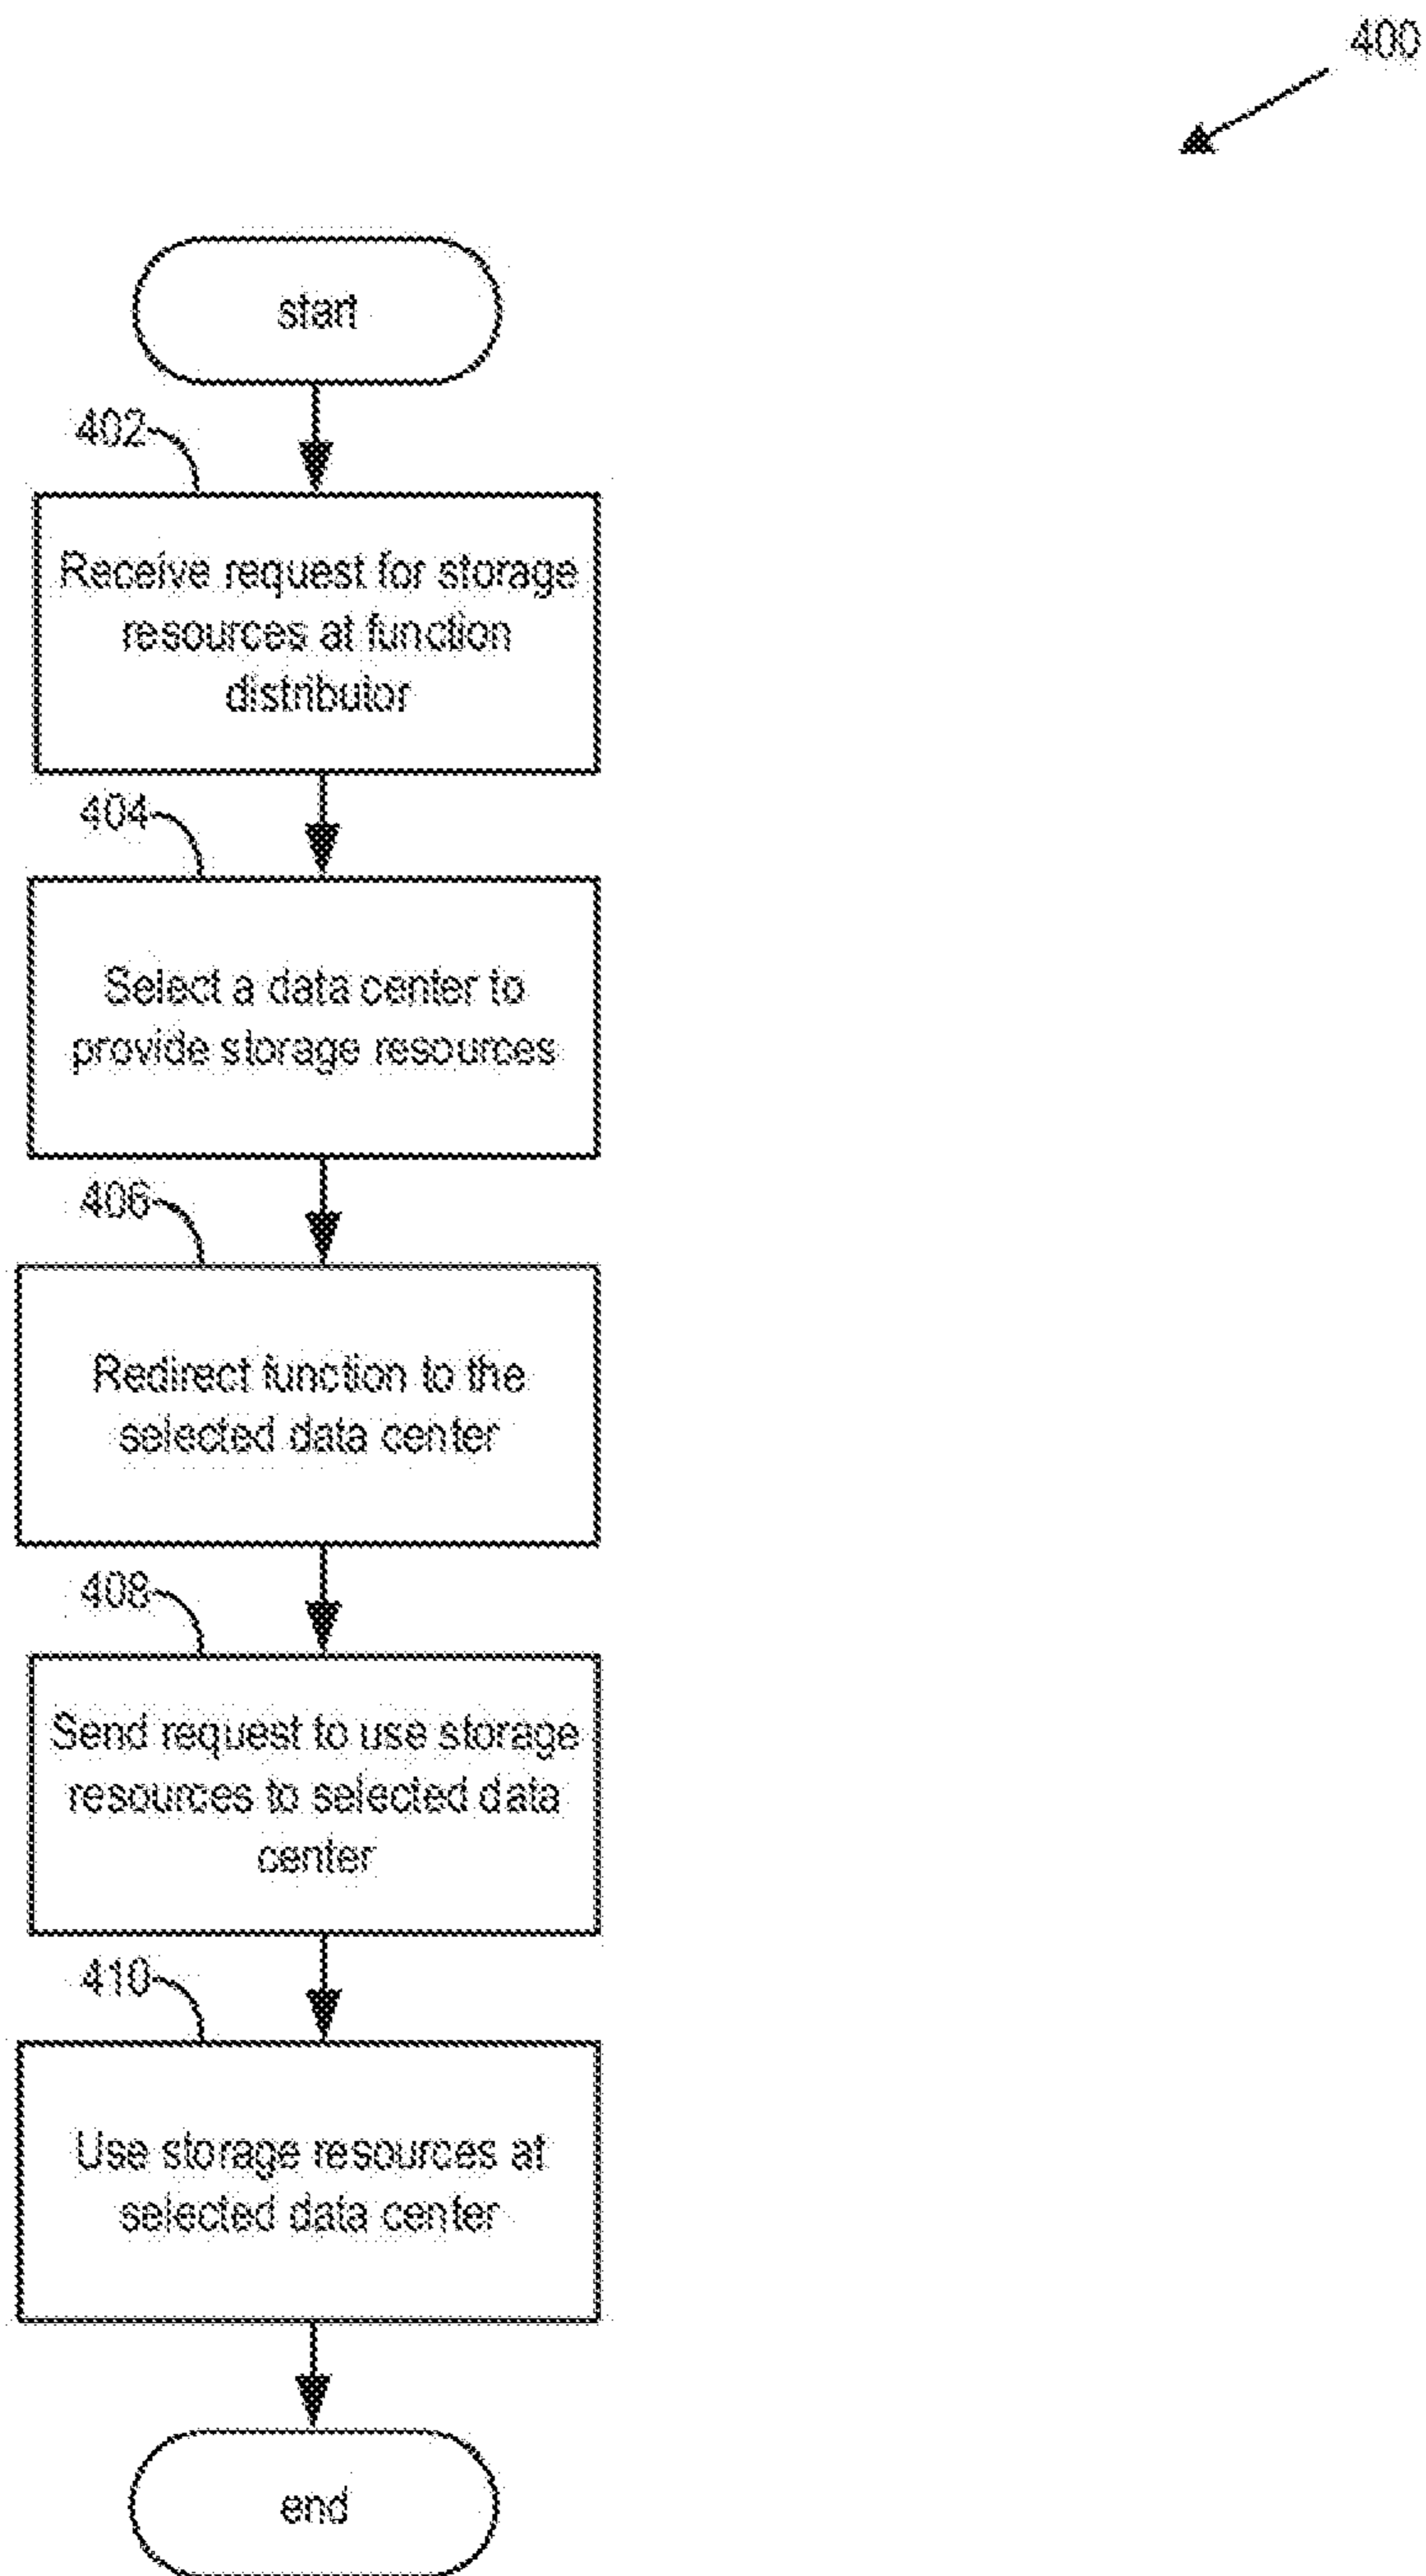 400
start
402
Receive request for storage
resources at function
distributor
404
Select a data center to
provide storage resources
406
Redirect function to the
selected data center
408
Send request to use storage
resources to selected data
center
410
Use storage resources at
selected data center
end